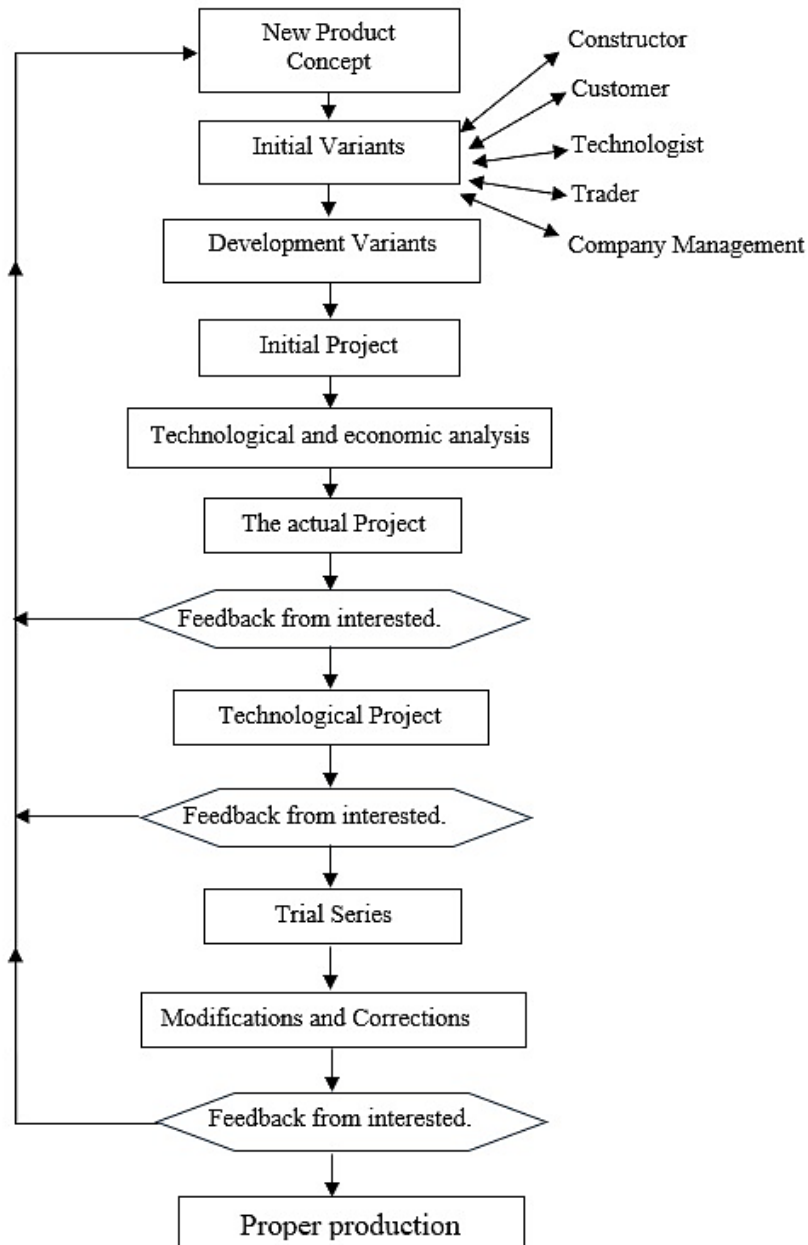 New Product
Concept
Constructor
Customer
Initial Variants
Technologist
Trader
Development Variants
Company Management
Initial Project
Technological and economic analysis
The actual Project
Feedback from interested.
Technological Project
Feedback from interested.
Trial Series
Modifications and Corrections
Feedback from interested.
Proper production